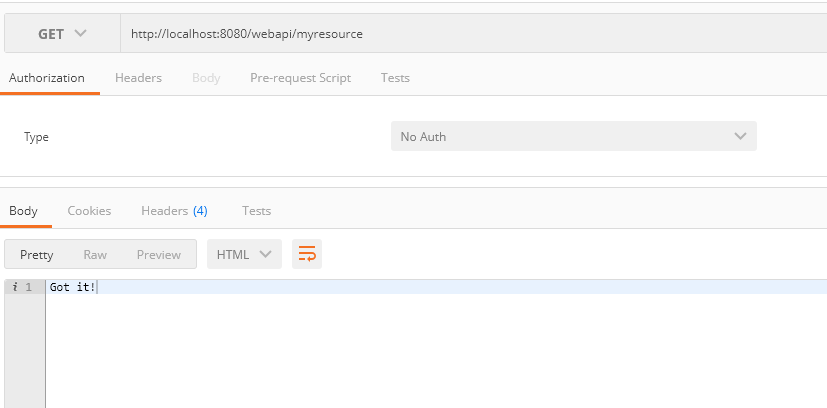 GET http://localhost:8080/webapi/myresource
Authorization Headers Body Pre-request Script Tests
Type No Auth
Body Cookies Headers (4) Tests
Pretty Raw Preview HTML
i 1 Got it!